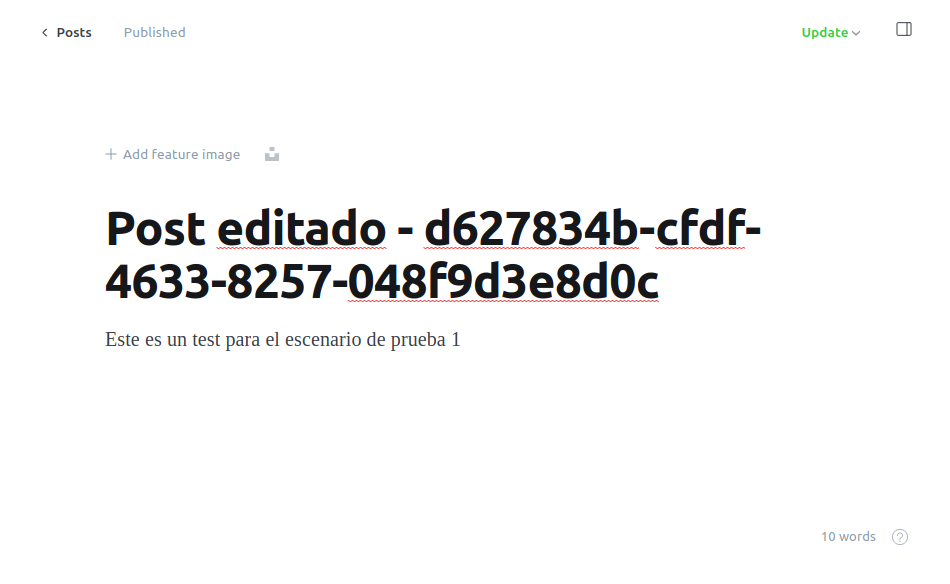 Posts
Published
Update
Add feature image
Post editado - d627834b-cfdf-
4633-8257-048f9d3e8d0c
Este es un test para el escenario de prueba 1
10 words
?